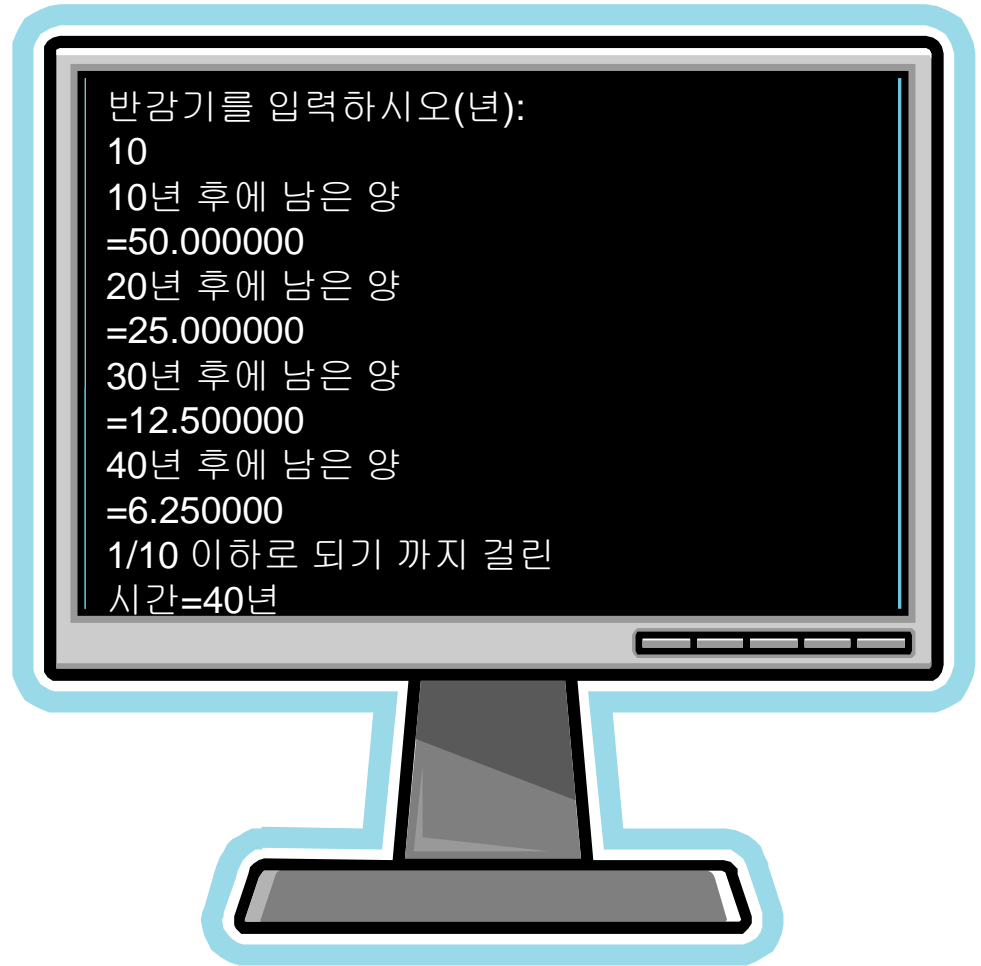 반감기를 입력하시오(년):
10
10년 후에 남은 양
=50.000000
20년 후에 남은 양
=25.000000
30년 후에 남은 양
=12.500000
40년 후에 남은 양
=6.250000
1/10 이하로 되기 까지 걸린
시간=40년